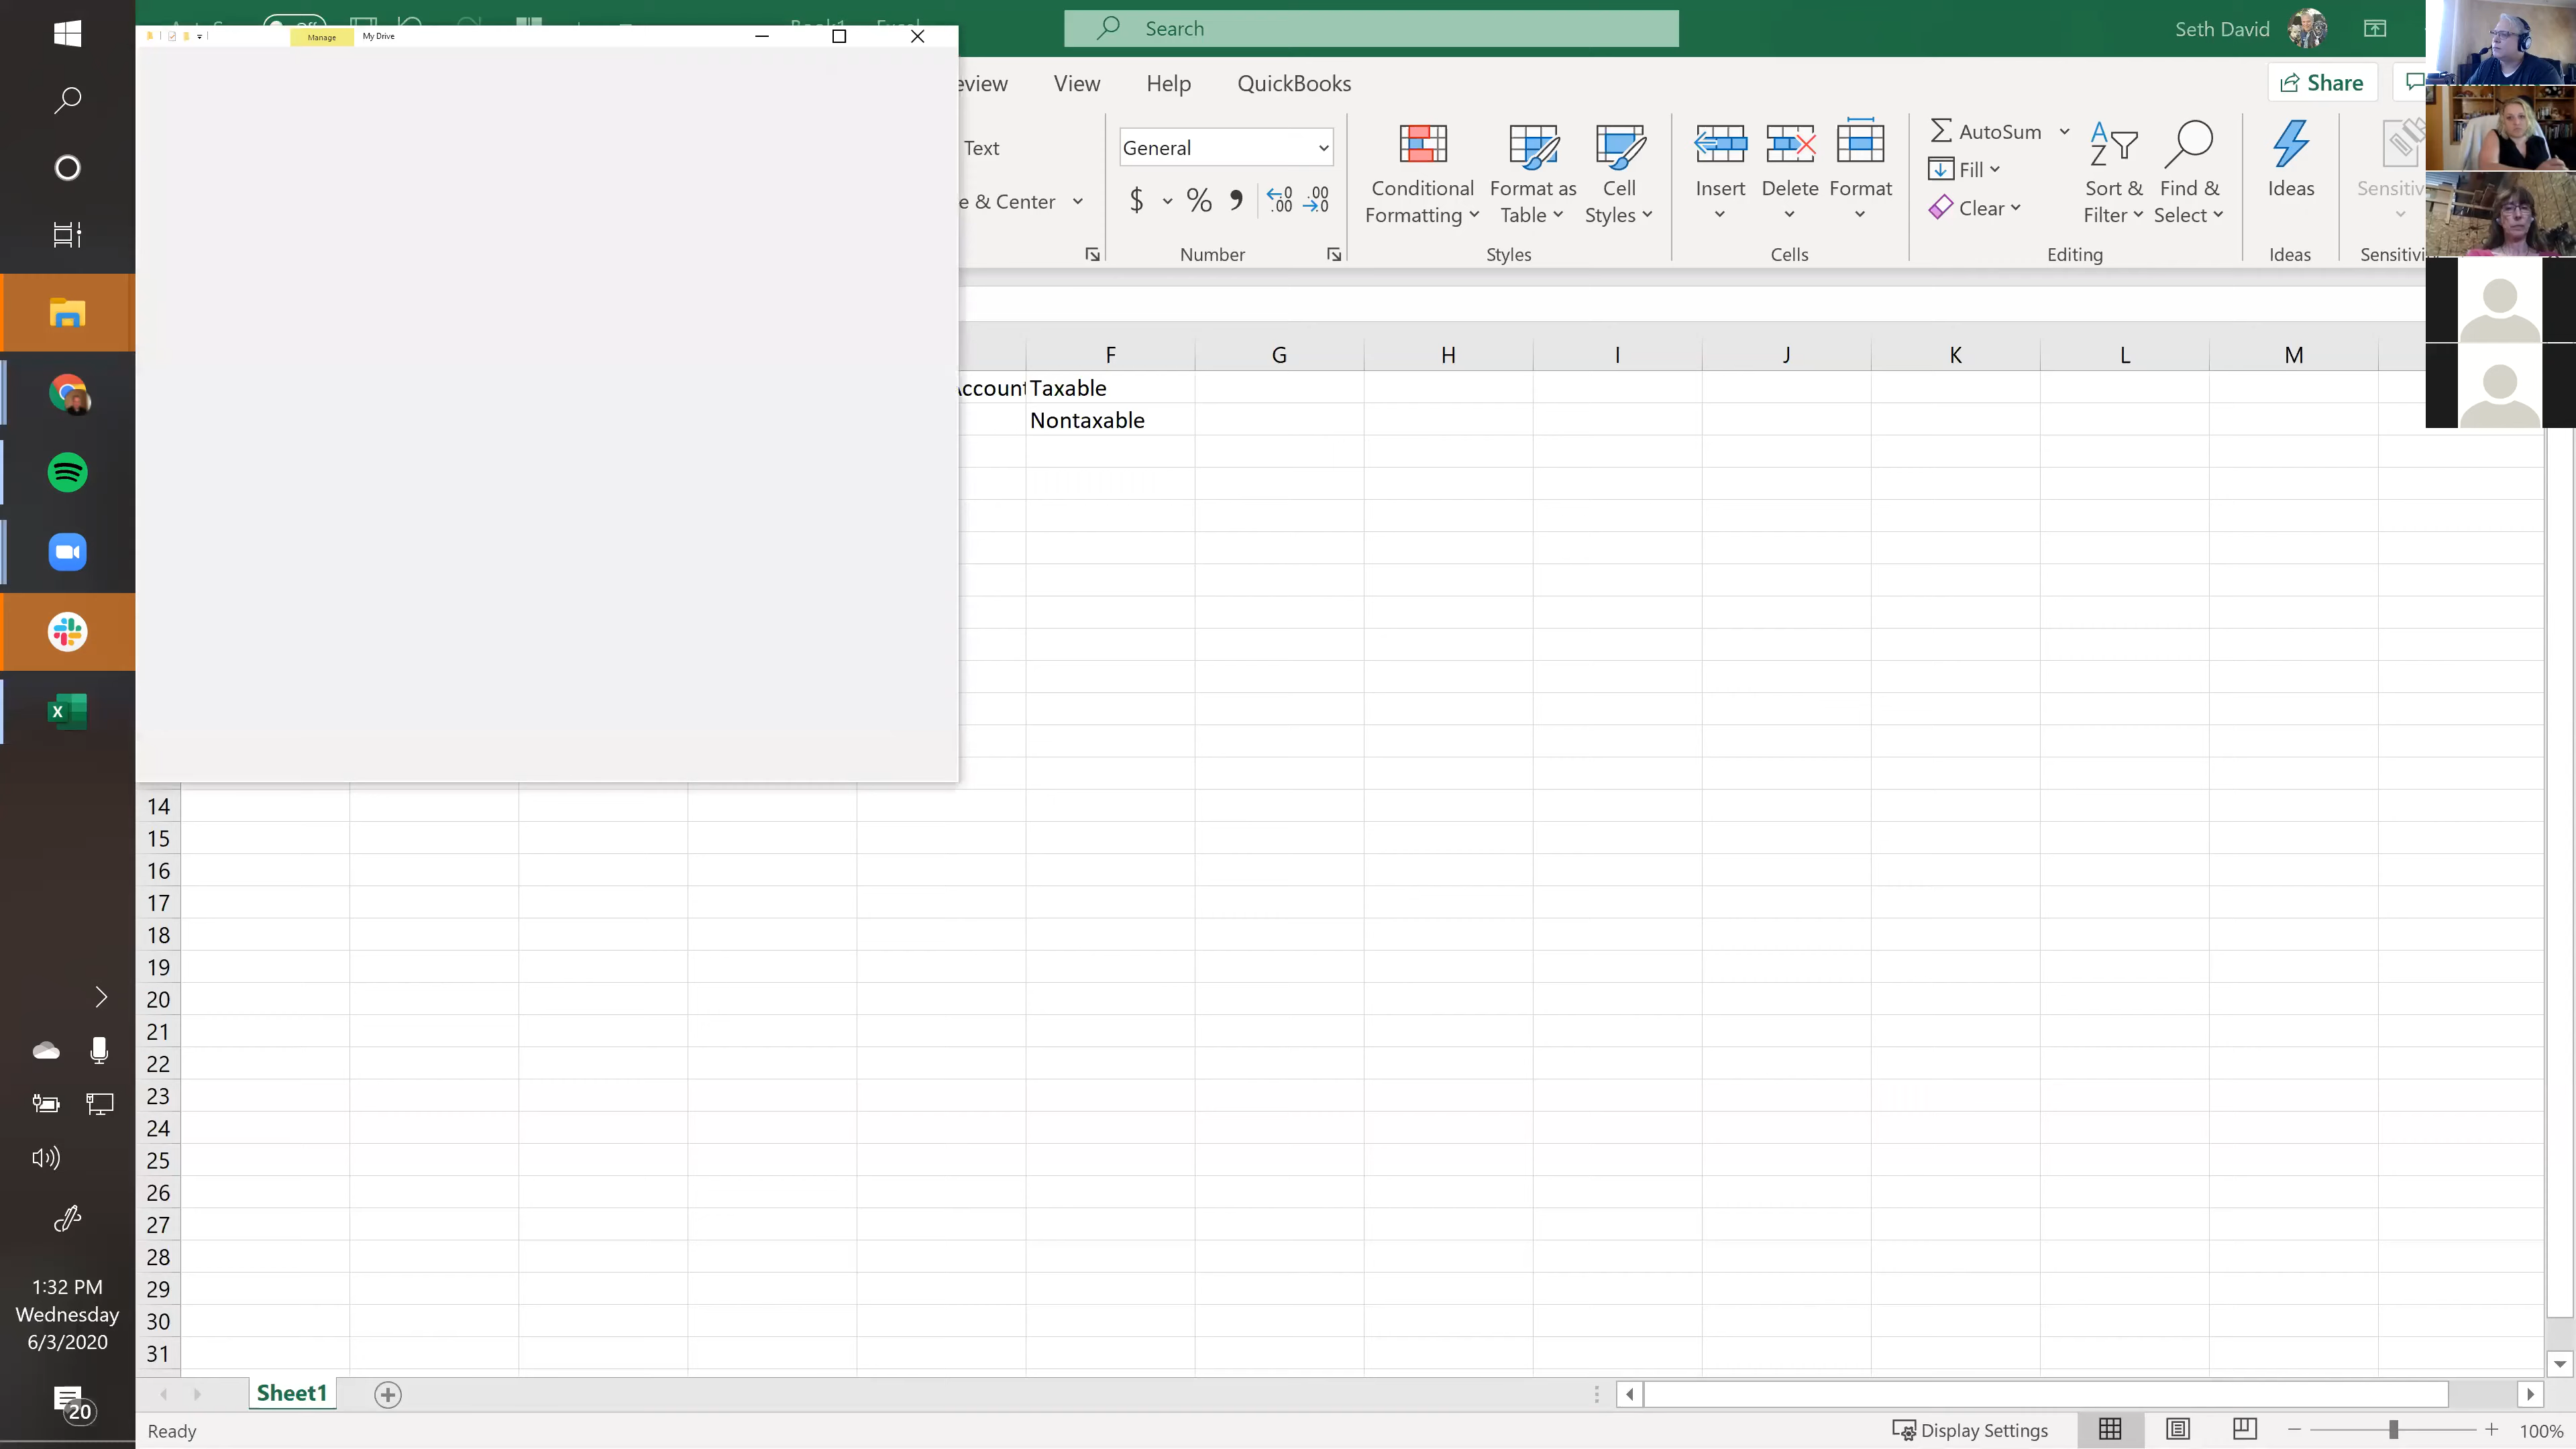 Search
Seth David
Manage
My Drive
eview
View
Help
QuickBooks
Share
Text
e & Center
General
$ % 
Number
Conditional
Formatting
Format as
Table
Cell
Styles
Styles
Insert
Delete
Format
Cells
AutoSum
Fill
Clear
Sort &
Filter
Find &
Select
Editing
Ideas
Ideas
Sensitiv
Sensitivi
F G H I J K L M
Account Taxable
Nontaxable
14
15
16
17
18
19
20
21
22
23
24
25
26
27
28
29
30
31
1:32 PM
Wednesday
6/3/2020
20
Sheet1
Ready
Display Settings
100%